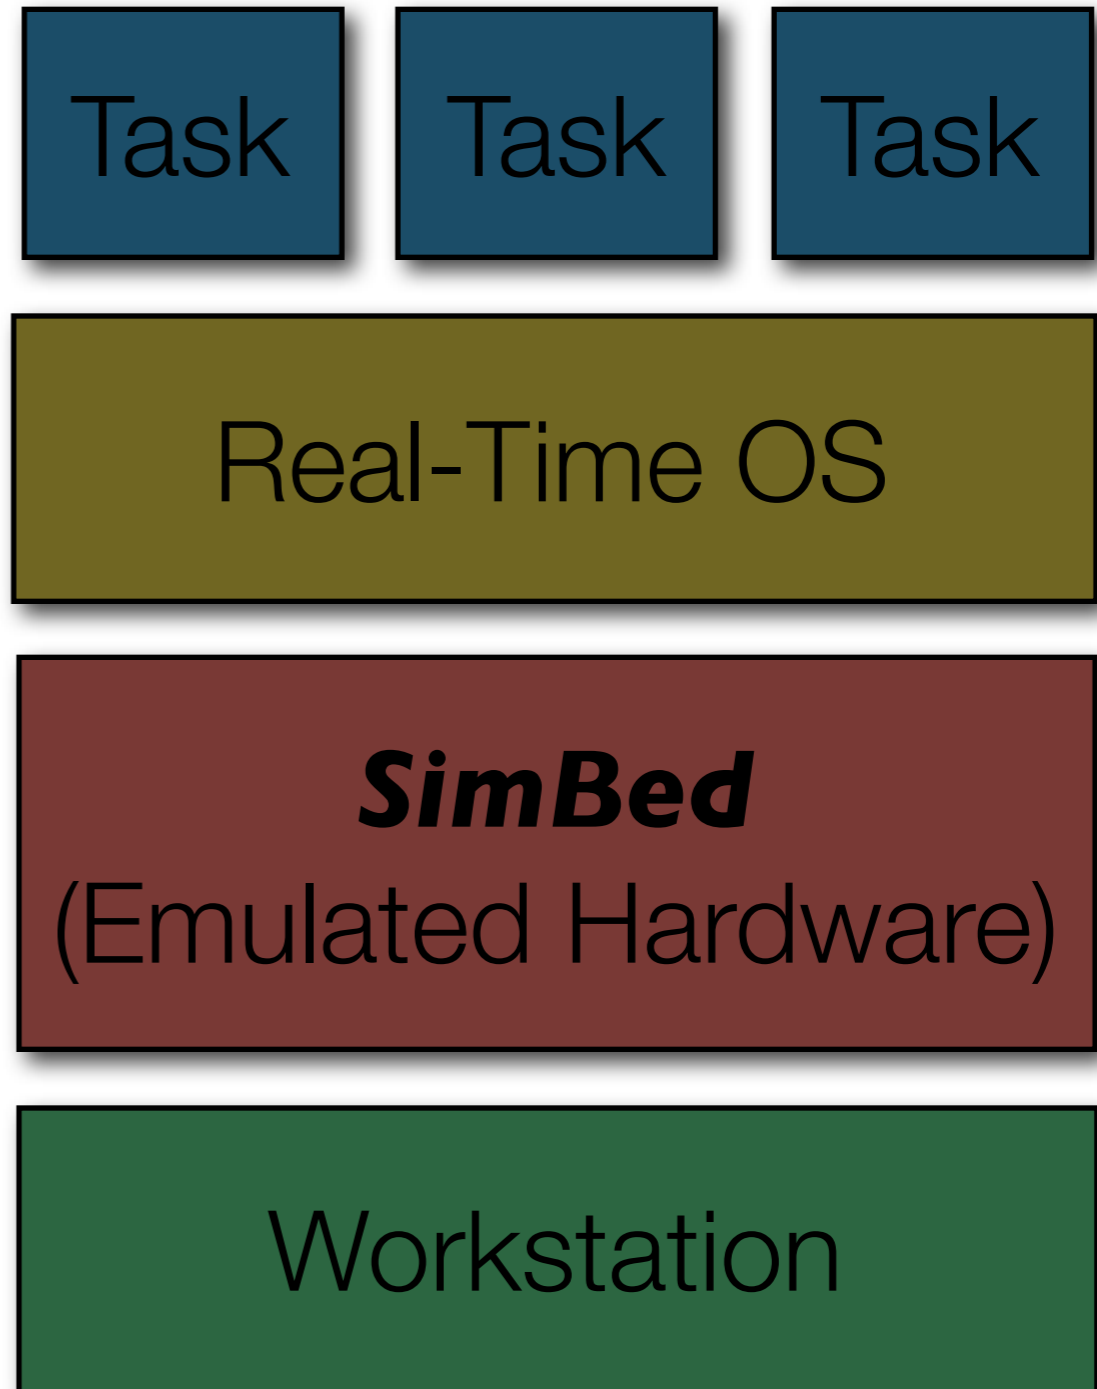 Task Task Task
Real-Time OS
SimBed
(Emulated Hardware)
Workstation